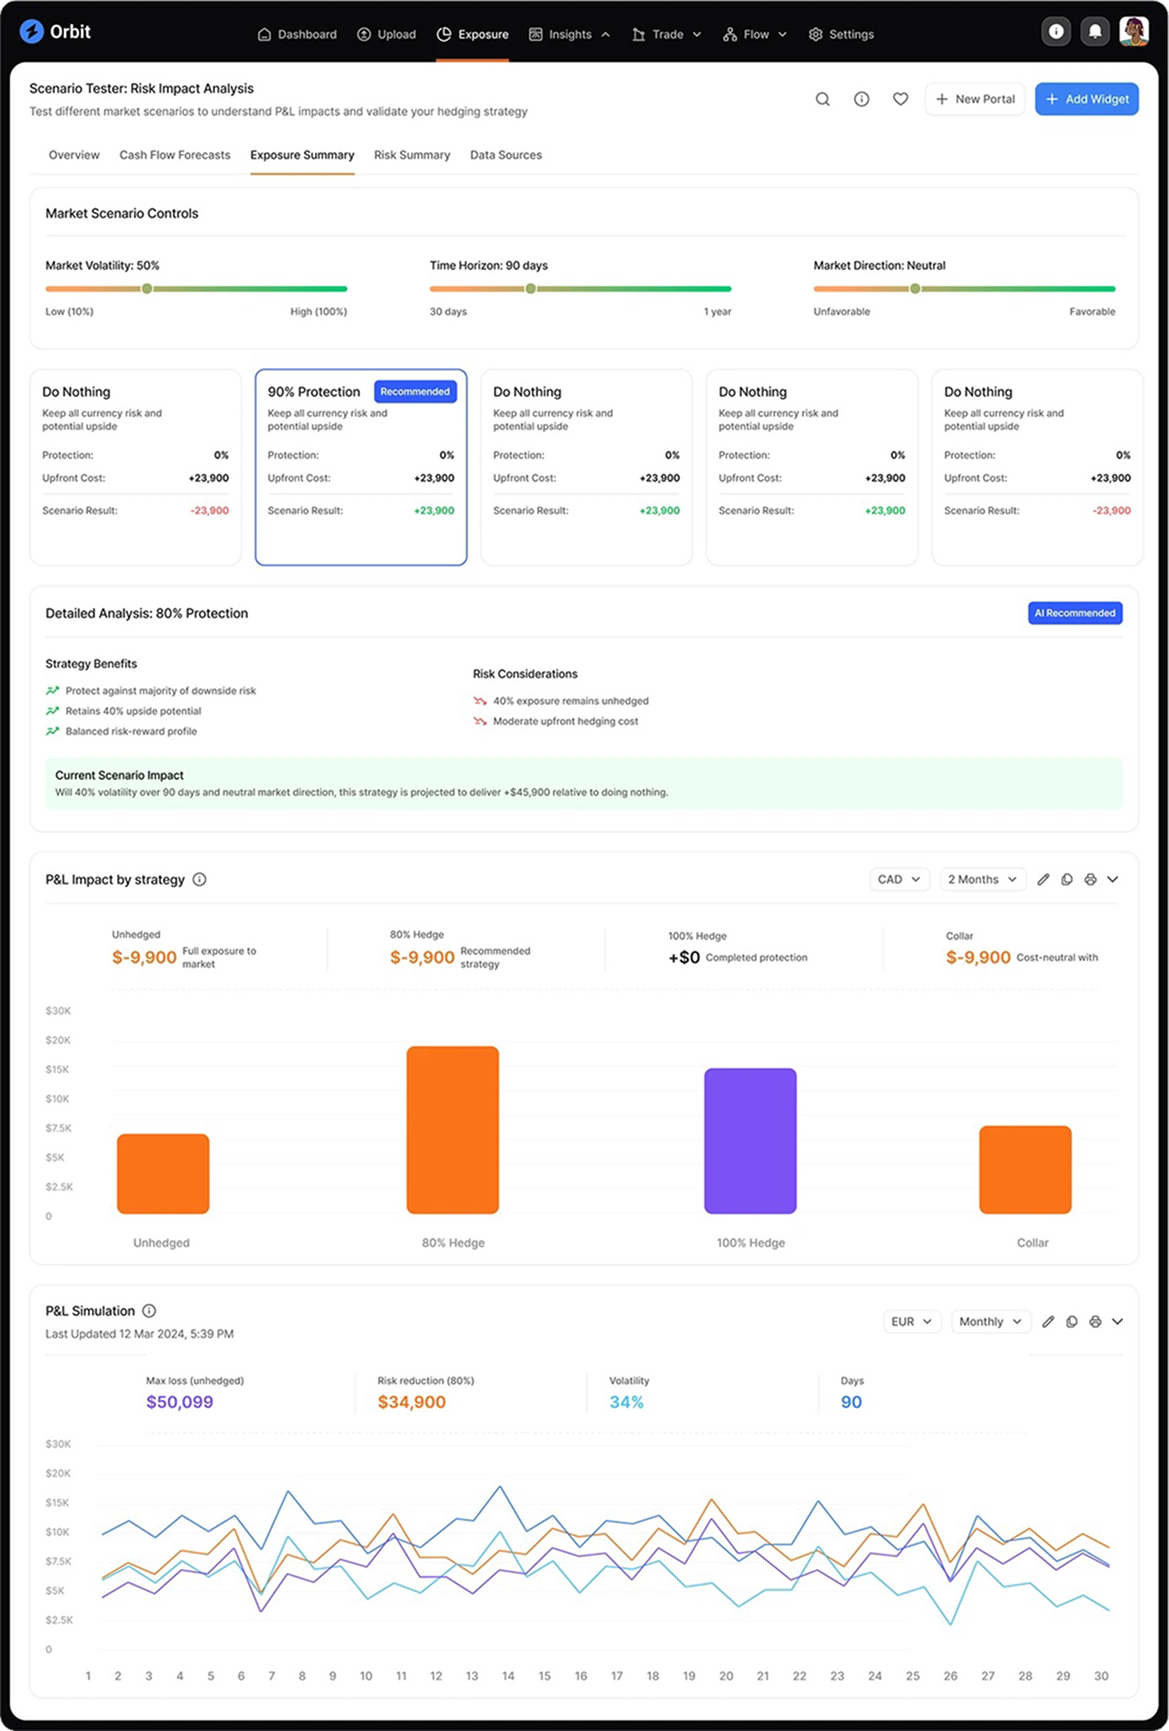 Orbit
Dashboard Upload Exposure Insights Trade Flow Settings
Scenario Tester: Risk Impact Analysis
Test different market scenarios to understand P&L impacts and validate your hedging strategy
New Portal
Add Widget
Overview Cash Flow Forecasts Exposure Summary Risk Summary Data Sources
Market Scenario Controls
Market Volatility: 50%
Low (10%) High (100%)
Time Horizon: 90 days
30 days 1 year
Market Direction: Neutral
Unfavorable Favorable
Do Nothing
Keep all currency risk and
potential upside
Protection: 0%
Upfront Cost: +23,900
Scenario Result: -23,900
90% Protection Recommended
Keep all currency risk and
potential upside
Protection: 0%
Upfront Cost: +23,900
Scenario Result: +23,900
Do Nothing
Keep all currency risk and
potential upside
Protection: 0%
Upfront Cost: +23,900
Scenario Result: +23,900
Do Nothing
Keep all currency risk and
potential upside
Protection: 0%
Upfront Cost: +23,900
Scenario Result: +23,900
Do Nothing
Keep all currency risk and
potential upside
Protection: 0%
Upfront Cost: +23,900
Scenario Result: -23,900
Detailed Analysis: 80% Protection
AI Recommended
Strategy Benefits
Protect against majority of downside risk
Retains 40% upside potential
Balanced risk-reward profile
Risk Considerations
40% exposure remains unhedged
Moderate upfront hedging cost
Current Scenario Impact
Will 40% volatility over 90 days and neutral market direction, this strategy is projected to deliver +$45,900 relative to doing nothing.
P&L Impact by strategy
CAD 2 Months
Unhedged
$-9,900 Full exposure to
market
80% Hedge
$-9,900 Recommended
strategy
100% Hedge
+$0 Completed protection
Collar
$-9,900 Cost-neutral with
$30K
$20K
$15K
$10K
$7.5K
$5K
$2.5K
0
Unhedged 80% Hedge 100% Hedge Collar
P&L Simulation
Last Updated 12 Mar 2024, 5:39 PM
EUR Monthly
Max loss (unhedged)
$50,099
Risk reduction (80%)
$34,900
Volatility
34%
Days
90
$30K
$20K
$15K
$10K
$7.5K
$5K
$2.5K
0
1 2 3 4 5 6 7 8 9 10 11 12 13 14 15 16 17 18 19 20 21 22 23 24 25 26 27 28 29 30